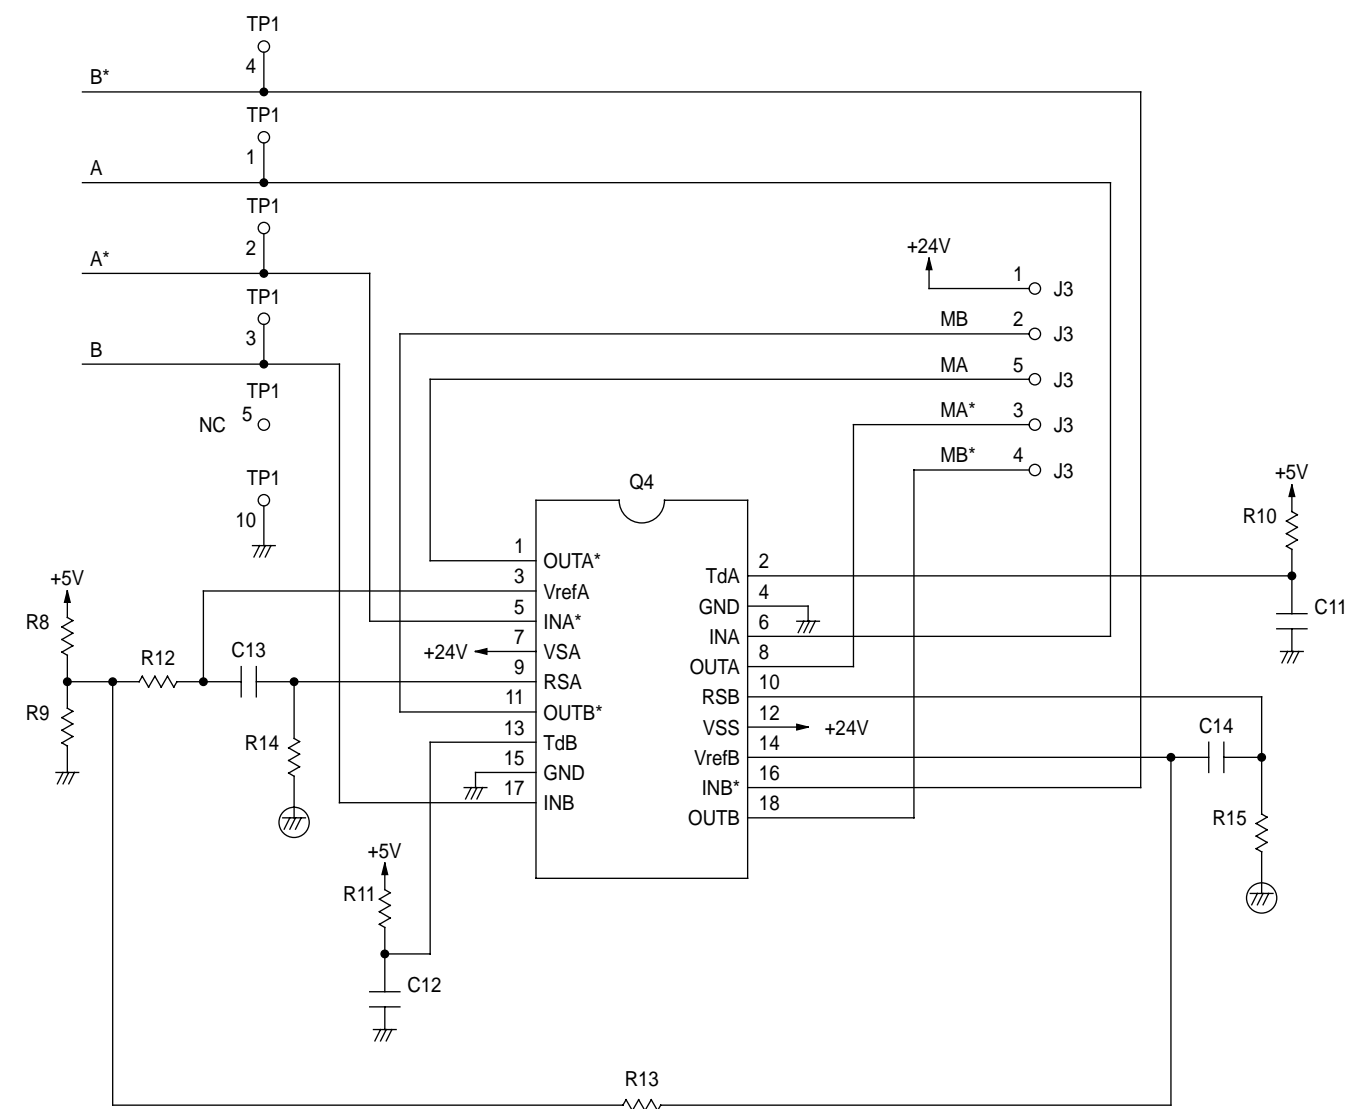 TP1
4
B*
TP1
1
A
TP1
2
A*
+24V
1
J3
TP1
3
B
MB
2
J3
MA
5
J3
TP1
NC
5
MA*
3
J3
MB*
4
J3
TP1
10
Q4
+5V
R10
C11
1
OUTA*
3
VrefA
5
INA*
7
VSA
+24V
9
RSA
11
OUTB*
13
TdB
15
GND
17
INB
2
TdA
4
GND
6
INA
8
OUTA
10
RSB
12
VSS
+24V
14
VrefB
16
INB*
18
OUTB
+5V
R8
R9
R12
C13
R14
C14
R15
+5V
R11
C12
R13